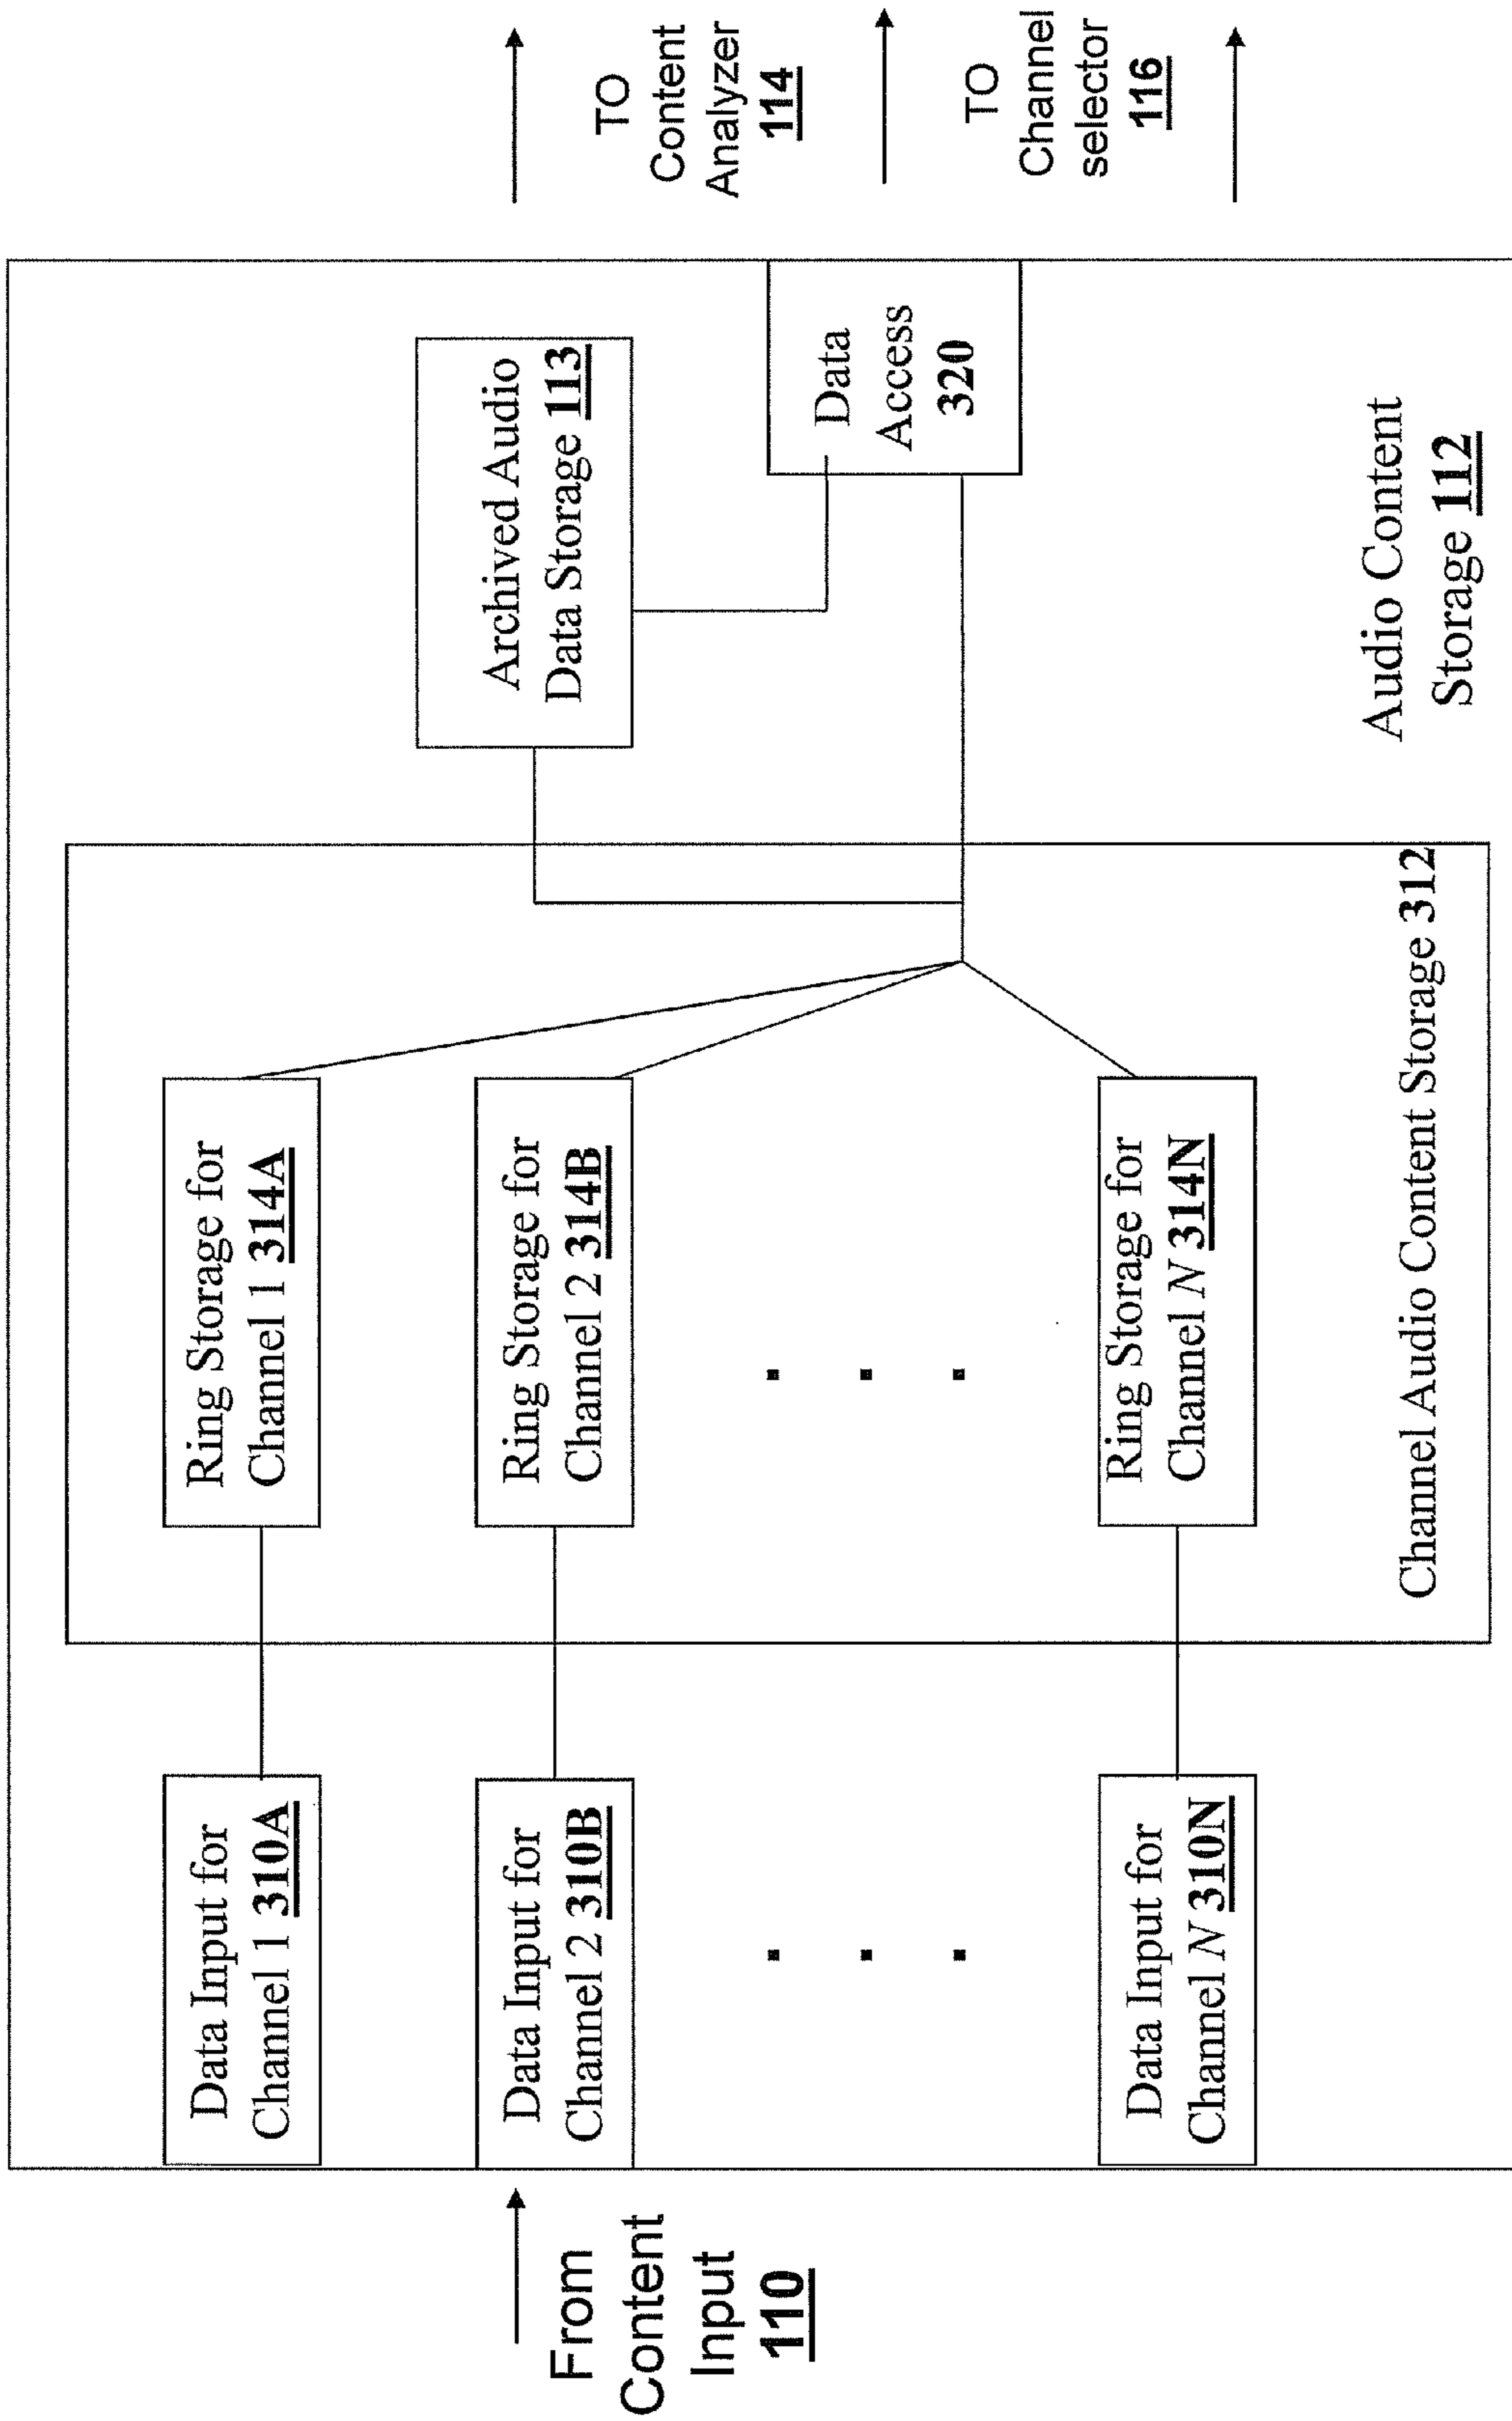 From
Content
Input
110
Data Input for
Channel 1 310A
Data Input for
Channel 2 310B
Data Input for
Channel N 310N
Ring Storage for
Channel 1 314A
Ring Storage for
Channel 2 314B
Ring Storage for
Channel N 314N
Channel Audio Content Storage 312
Archived Audio
Data Storage 113
Data
Access
320
Audio Content
Storage 112
TO
Content
Analyzer
114
TO
Channel
selector
116